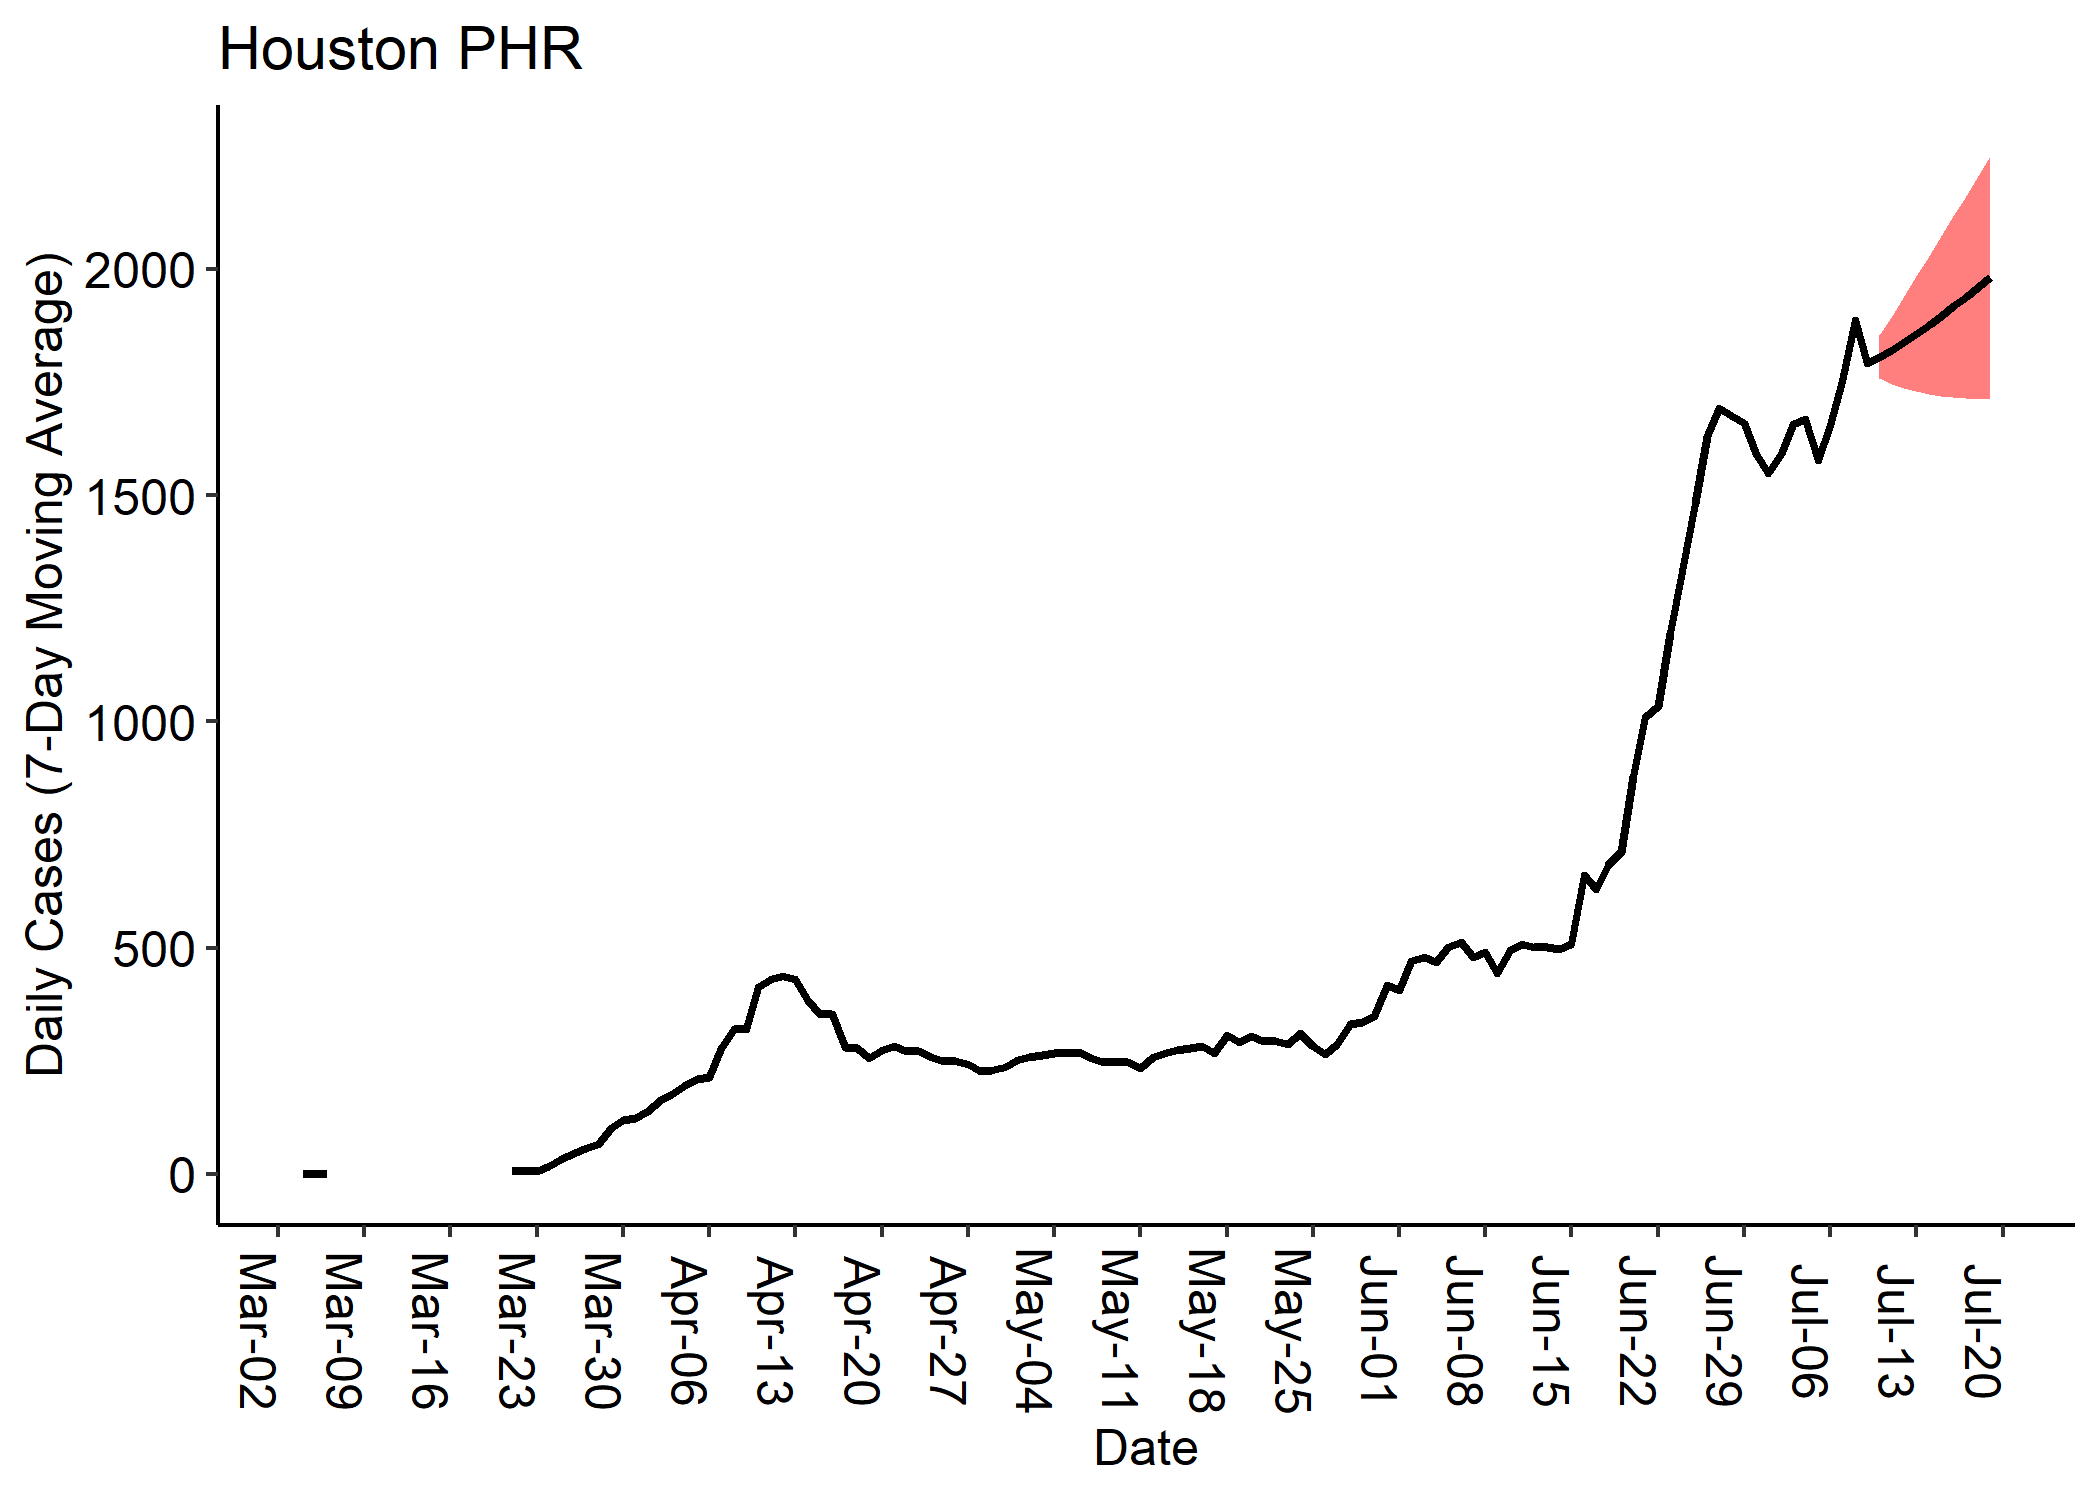 Houston PHR
Daily Cases (7-Day Moving Average)
2000
1500
1000
500
0
Mar-02
Mar-09
Mar-16
Mar-23
Mar-30
Apr-06
Apr-13
Apr-20
Apr-27
May-04
May-11
May-18
May-25
Jun-01
Jun-08
Jun-15
Jun-22
Jun-29
Jul-06
Jul-13
Jul-20
Date